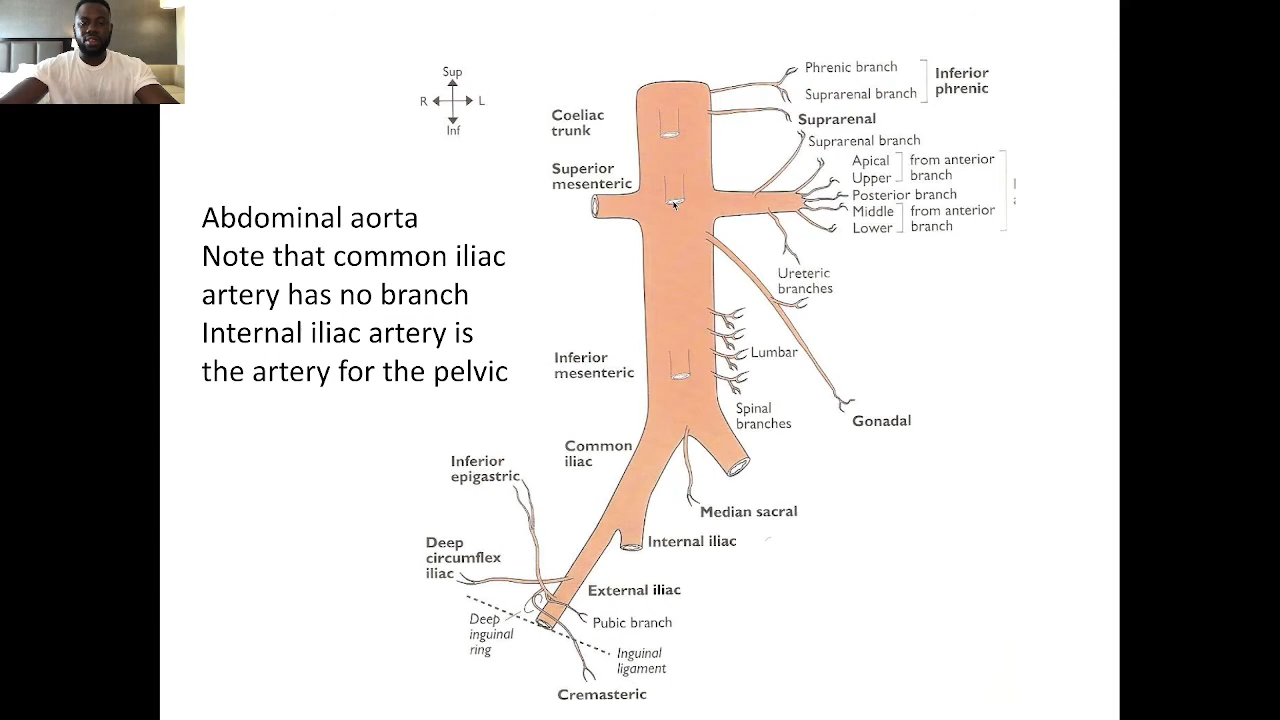 Sup
R
L
Inf
Abdominal aorta
Note that common iliac
artery has no branch
Internal iliac artery is
the artery for the pelvic
Coeliac
trunk
Superior
mesenteric
Inferior
mesenteric
Common
iliac
Inferior
epigastric
Deep
circumflex
iliac
Deep
inguinal
ring
Phrenic branch
Suprarenal branch
Inferior
phrenic
Suprarenal
Suprarenal branch
Apical
Upper
from anterior
branch
Posterior branch
Middle
Lower
from anterior
branch
Ureteric
branches
Lumbar
Spinal
branches
Gonadal
Median sacral
Internal iliac
External iliac
Pubic branch
Inguinal
ligament
Cremasteric